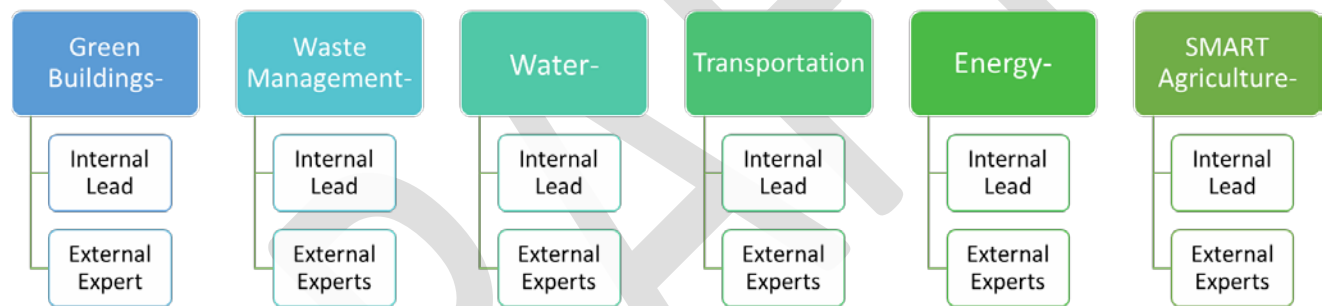 Green
Buildings-
Internal
Lead
External
Expert
Waste
Management-
Internal
Lead
External
Experts
Water-
Internal
Lead
External
Experts
Transportation
Internal
Lead
External
Experts
Energy-
Internal
Lead
External
Experts
SMART
Agriculture-
Internal
Lead
External
Experts